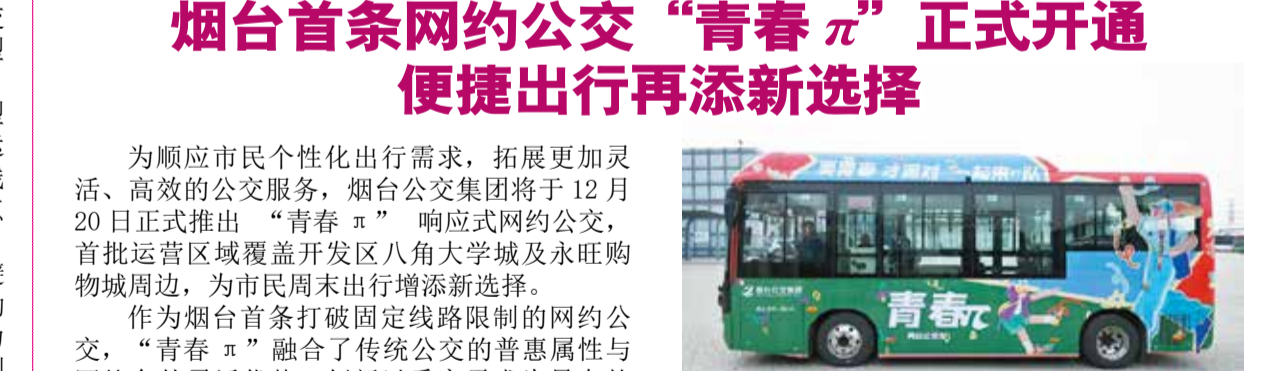 烟台首条网约公交“青春π”正式开通
便捷出行再添新选择
为顺应市民个性化出行需求，拓展更加灵
活、高效的公交服务，烟台公交集团将于 12 月
20 日正式推出 “青春 π” 响应式网约公交，
首批运营区域覆盖开发区八角大学城及永旺购
物城周边，为市民周末出行增添新选择。
作为烟台首条打破固定线路限制的网约公
交，“青春 π”融合了传统公交的普惠属性与
青春π